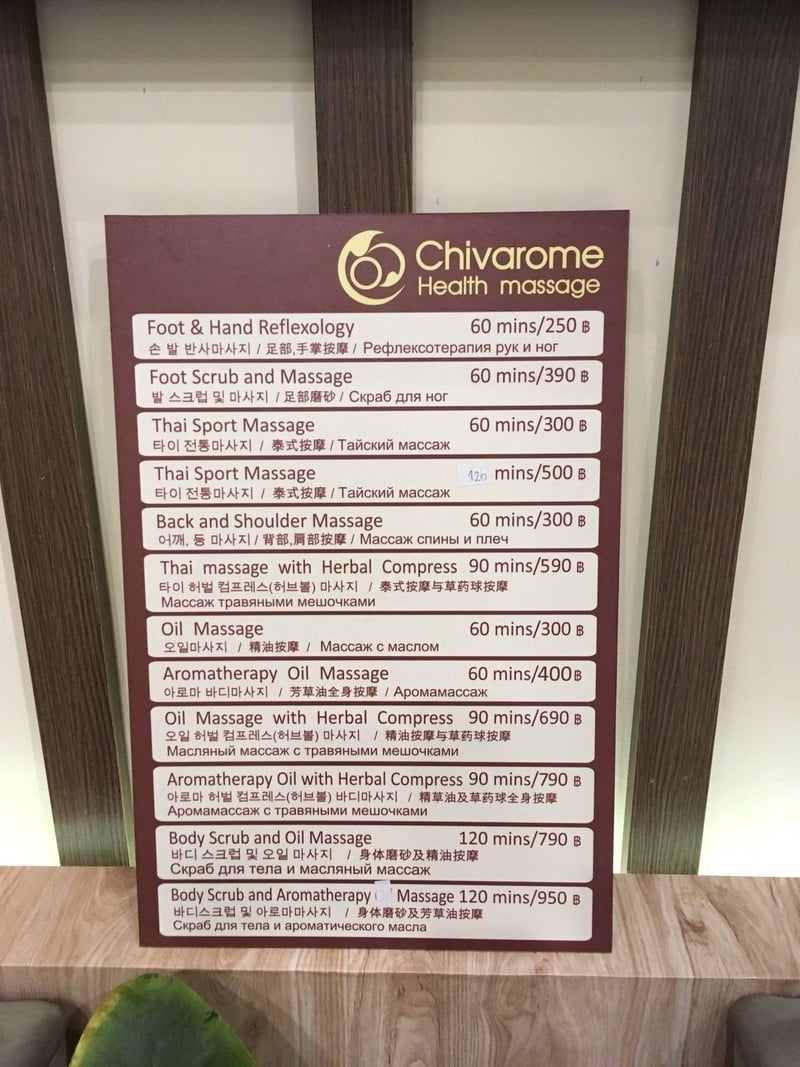 Chivarome
Health massage
Foot & Hand Reflexology 60 mins/250 ฿
손 발 반사마사지 / 足部,手掌按摩 / Рефлексотерапия рук и ног
Foot Scrub and Massage 60 mins/390 ฿
발 스크럽 및 마사지 / 足部磨砂 / Скраб для ног
Thai Sport Massage 60 mins/300 ฿
타이 전통마사지 / 泰式按摩 / Тайский массаж
Thai Sport Massage 120 mins/500 ฿
타이 전통마사지 / 泰式按摩 / Тайский массаж
Back and Shoulder Massage 60 mins/300 ฿
어깨, 등 마사지 / 背部,肩部按摩 / Массаж спины и плеч
Thai massage with Herbal Compress 90 mins/590 ฿
타이 허벌 컴프레스(허브볼) 마사지 / 泰式按摩与草药球按摩
Массаж травяными мешочками
Oil Massage 60 mins/300 ฿
오일마사지 / 精油按摩 / Массаж с маслом
Aromatherapy Oil Massage 60 mins/400 ฿
아로마 바디마사지 / 芳草油全身按摩 / Аромамассаж
Oil Massage with Herbal Compress 90 mins/690 ฿
오일 허벌 컴프레스(허브볼) 마사지 / 精油按摩与草药球按摩
Масляный массаж с травяными мешочками
Aromatherapy Oil with Herbal Compress 90 mins/790 ฿
아로마 허벌 컴프레스(허브볼) 바디마사지 / 精草油及草药球全身按摩
Аромамассаж с травяными мешочками
Body Scrub and Oil Massage 120 mins/790 ฿
바디 스크럽 및 오일 마사지 / 身体磨砂及精油按摩
Скраб для тела и масляный массаж
Body Scrub and Aromatherapy Massage 120 mins/950 ฿
바디스크럽 및 아로마마사지 / 身体磨砂及芳草油按摩
Скраб для тела и ароматического масла